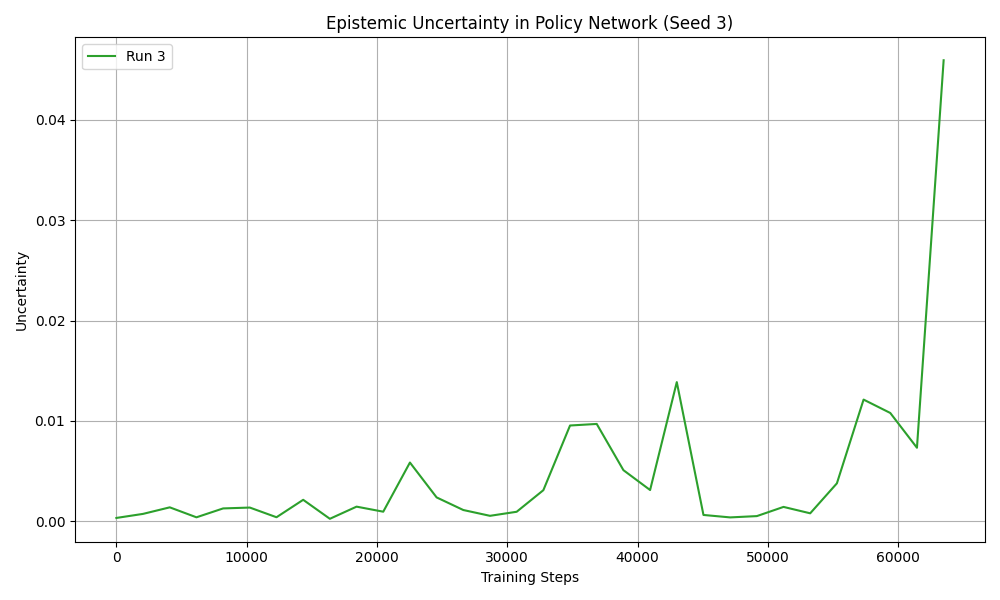 Epistemic Uncertainty in Policy Network (Seed 3)
Run 3
Uncertainty
0.04
0.03
0.02
0.01
0.00
0 10000 20000 30000 40000 50000 60000
Training Steps